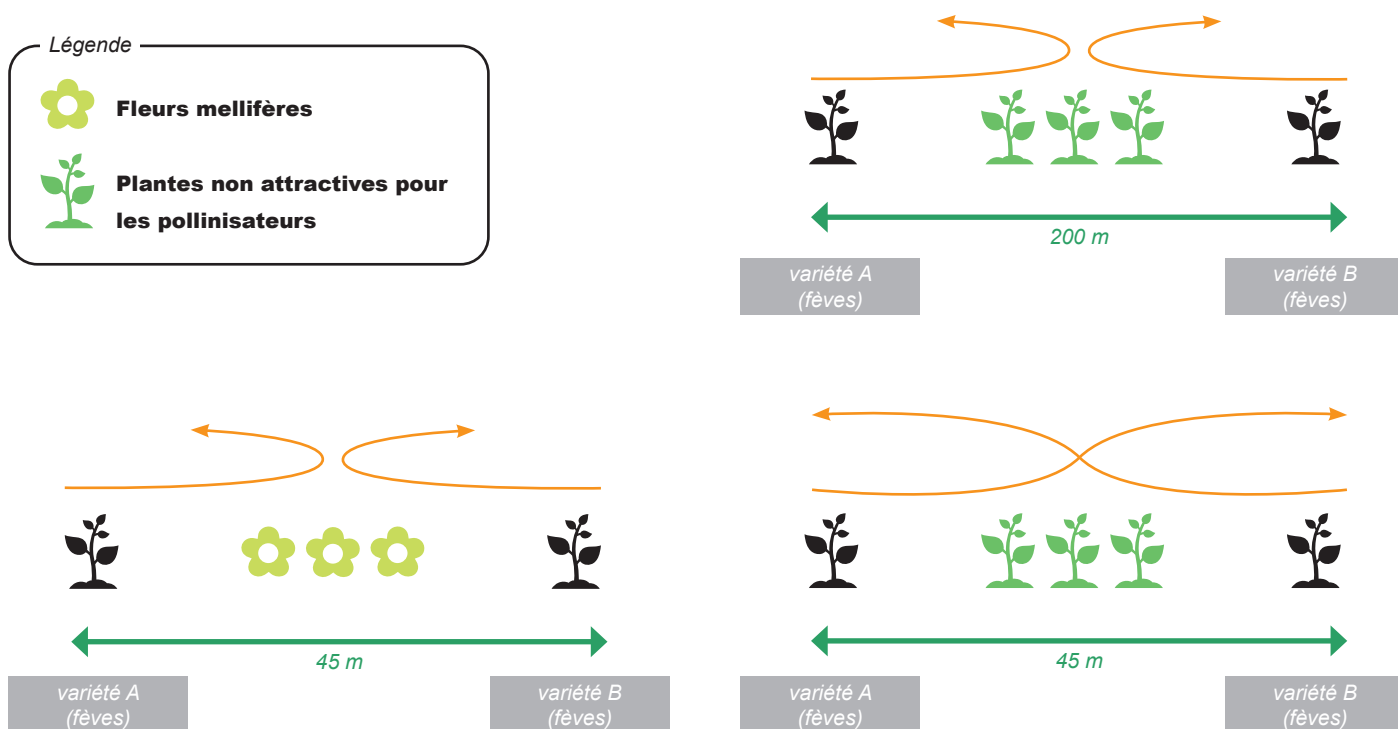 Légende
Fleurs mellifères
Plantes non attractives pour
les pollinisateurs
200 m
variété A
(fèves)
variété B
(fèves)
45 m
variété A
(fèves)
variété B
(fèves)
45 m
variété A
(fèves)
variété B
(fèves)